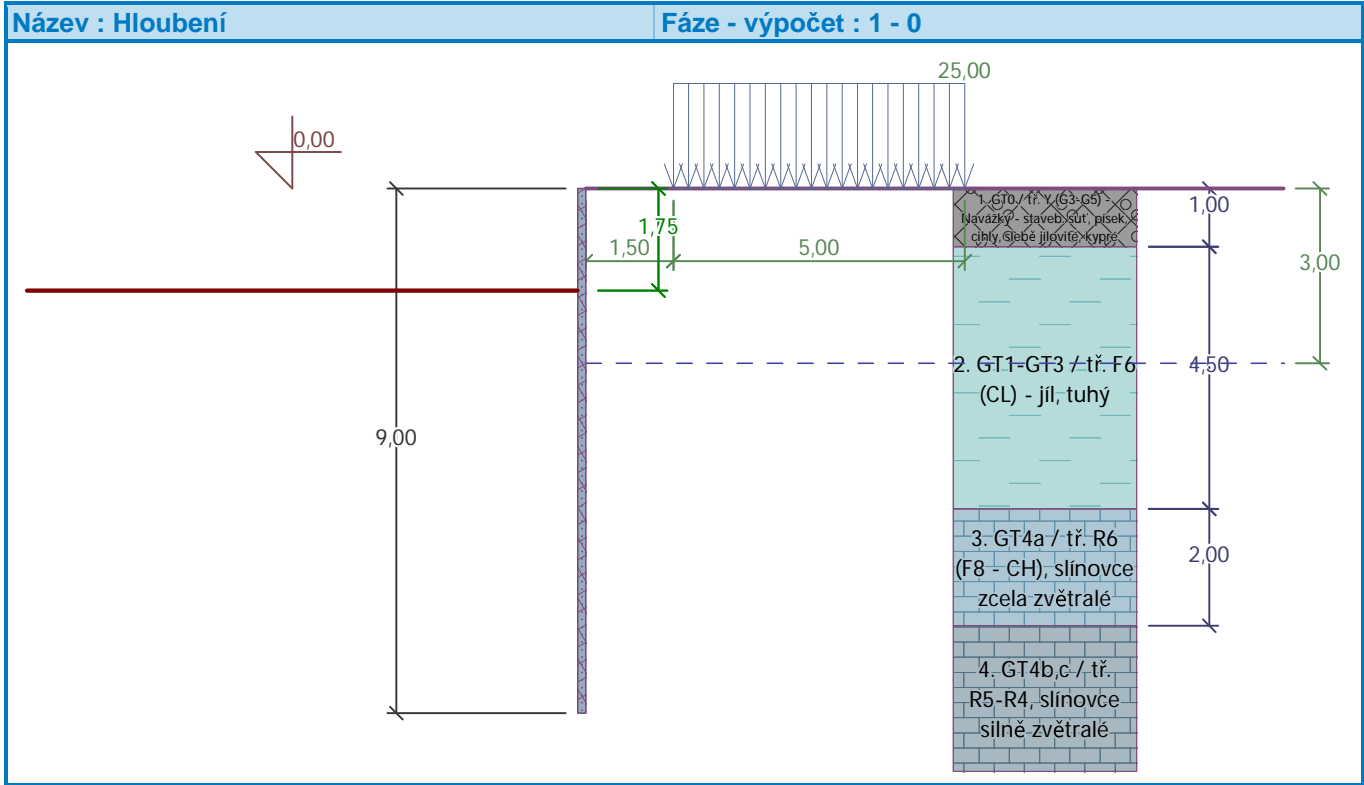 Název : Hloubení
Fáze - výpočet : 1 - 0
25,00
0,00
1. GT0 / tř. Y (G3-G5) -
Navážky - staveb. suť, písek,
cihly, slebě jílovité, kypré
1,00
1,75
1,50
5,00
3,00
2. GT1-GT3 / tř. F6
(CL) - jíl, tuhý
4,50
9,00
3. GT4a / tř. R6
(F8 - CH), slínovce
zcela zvětralé
2,00
4. GT4b,c / tř.
R5-R4, slínovce
silně zvětralé